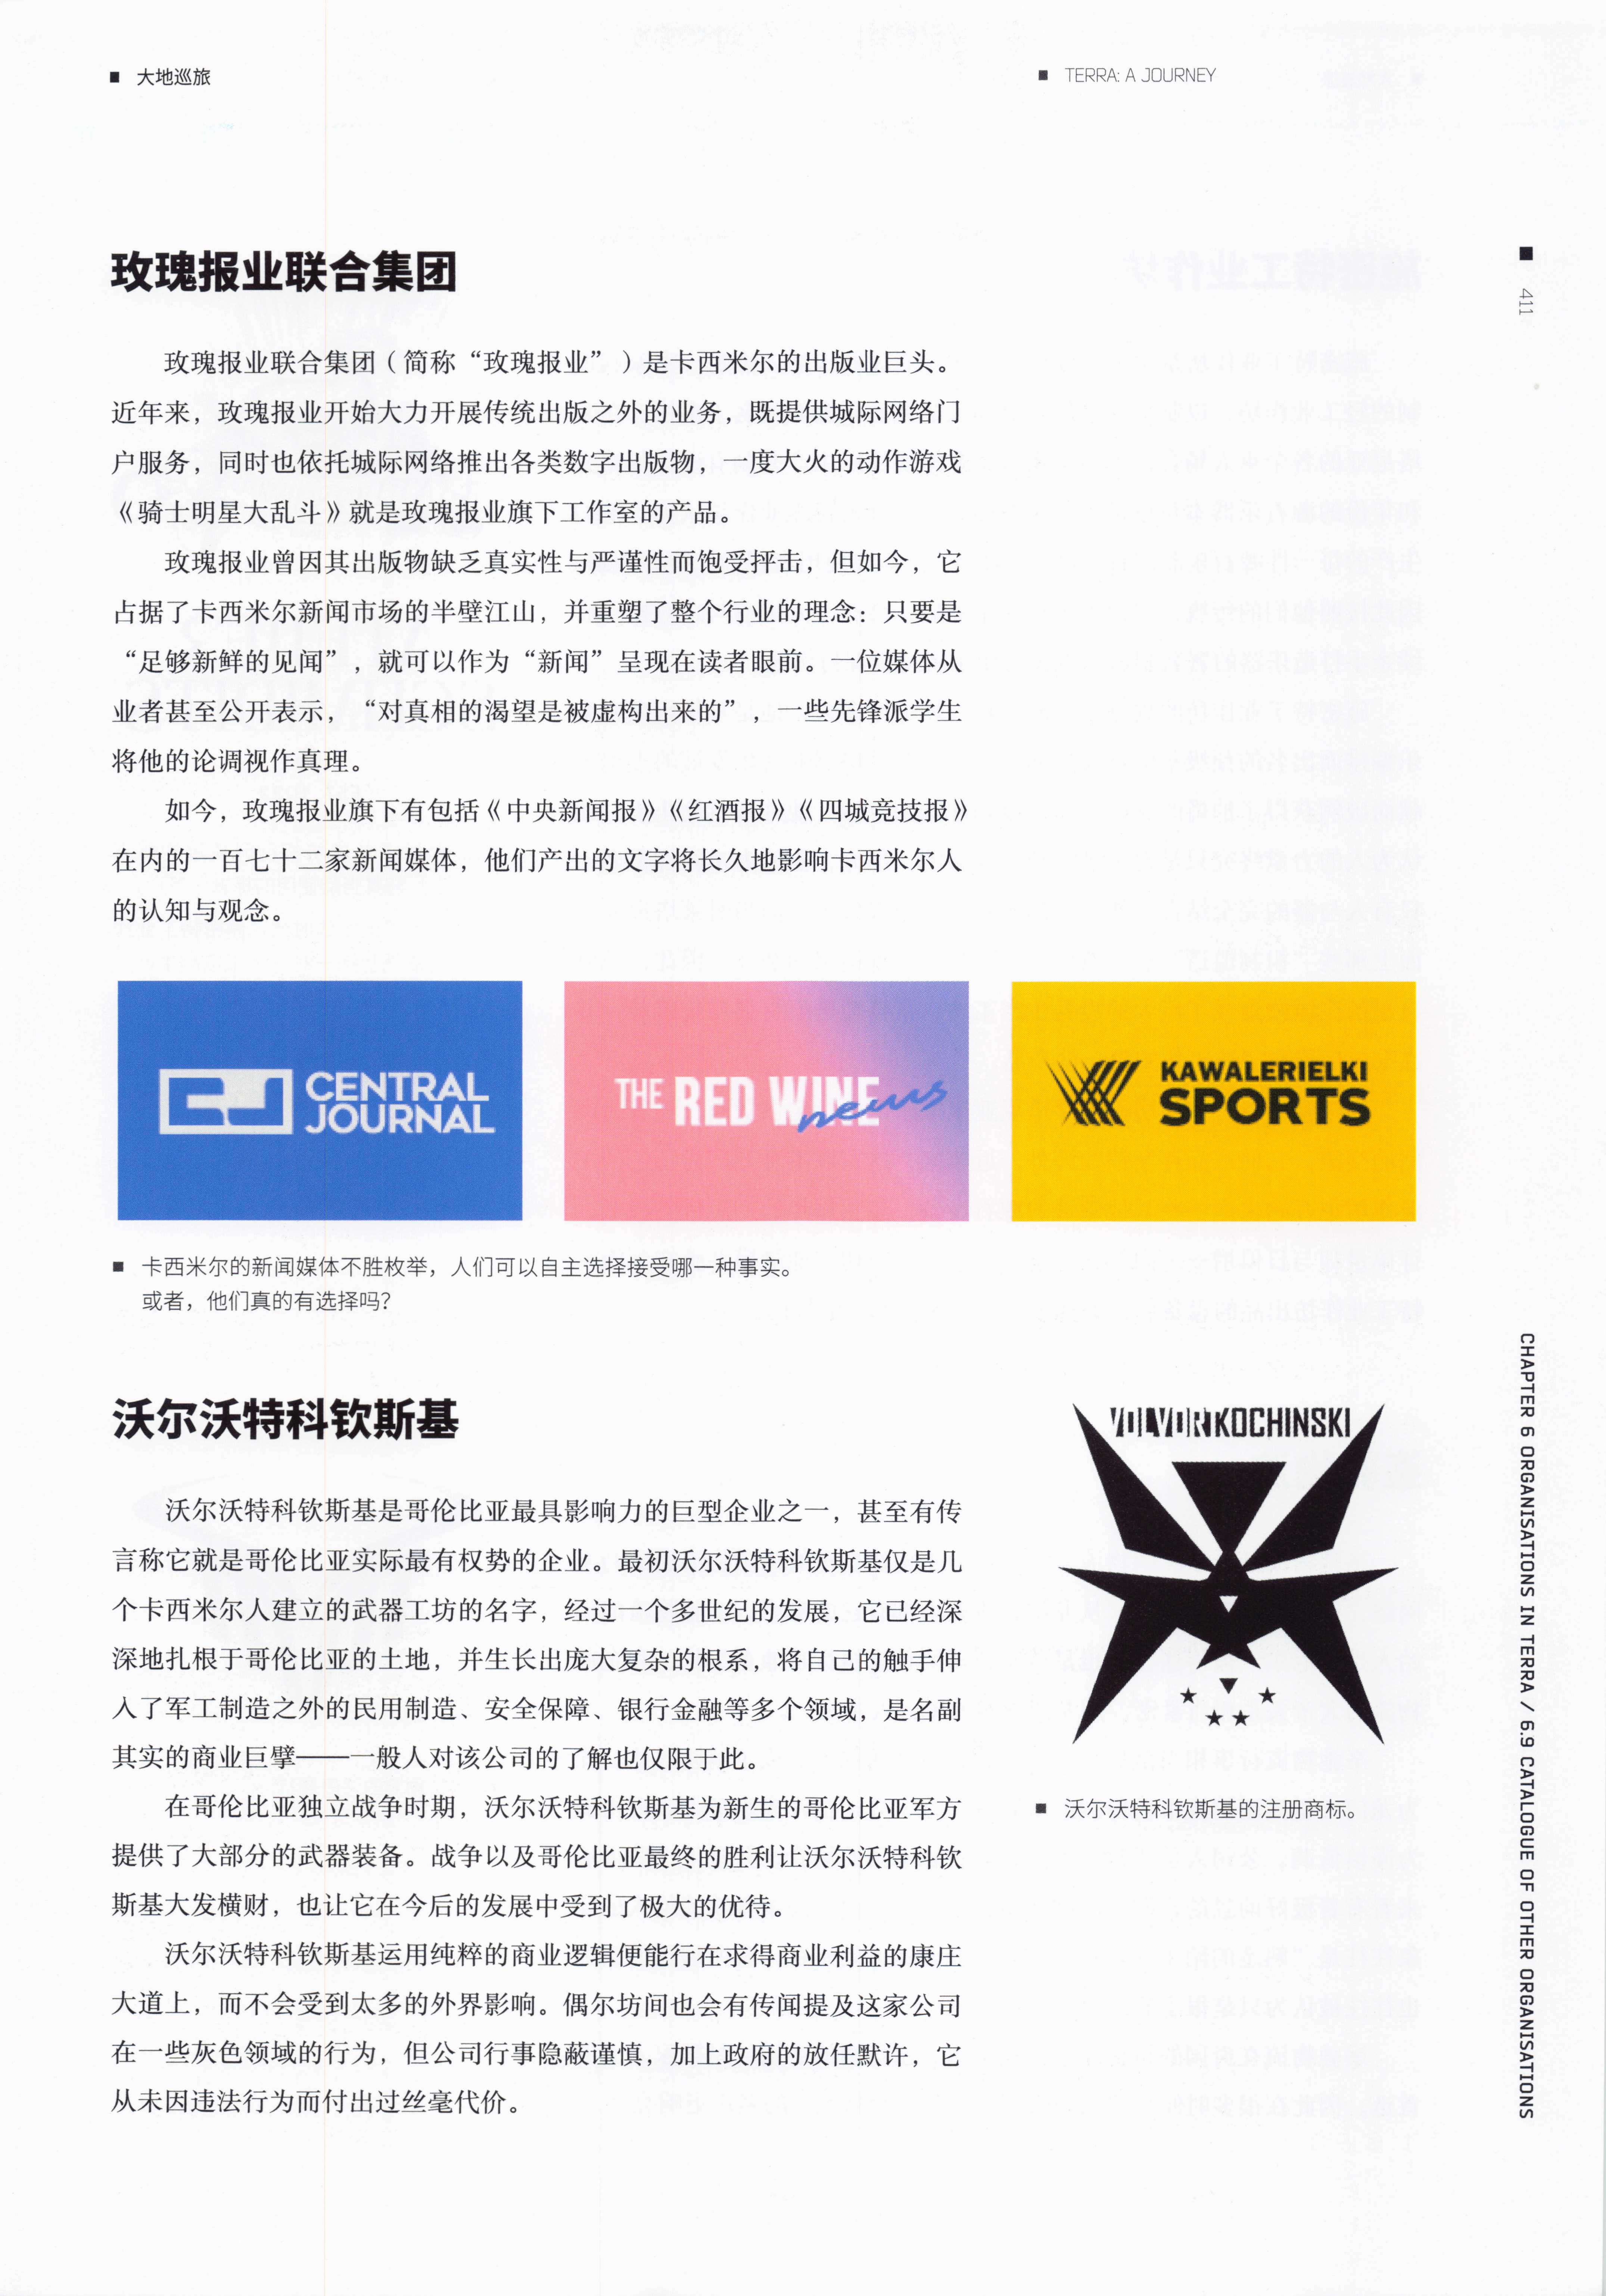 大地巡旅
TERRA: A JOURNEY
411
玫瑰报业联合集团
玫瑰报业联合集团（简称“玫瑰报业”）是卡西米尔的出版业巨头。
近年来，玫瑰报业开始大力开展传统出版之外的业务，既提供城际网络门
户服务，同时也依托城际网络推出各类数字出版物，一度大火的动作游戏
《骑士明星大乱斗》就是玫瑰报业旗下工作室的产品。
玫瑰报业曾因其出版物缺乏真实性与严谨性而饱受抨击，但如今，它
占据了卡西米尔新闻市场的半壁江山，并重塑了整个行业的理念：只要是
“足够新鲜的见闻”，就可以作为“新闻”呈现在读者眼前。一位媒体从
业者甚至公开表示，“对真相的渴望是被虚构出来的”，一些先锋派学生
将他的论调视作真理。
如今，玫瑰报业旗下有包括《中央新闻报》《红酒报》《四城竞技报》
在内的一百七十二家新闻媒体，他们产出的文字将长久地影响卡西米尔人
的认知与观念。
CENTRAL
JOURNAL
THE RED WINE
news
KAWALERIELKI
SPORTS
卡西米尔的新闻媒体不胜枚举，人们可以自主选择接受哪一种事实。
或者，他们真的有选择吗？
沃尔沃特科钦斯基
沃尔沃特科钦斯基是哥伦比亚最具影响力的巨型企业之一，甚至有传
言称它就是哥伦比亚实际最有权势的企业。最初沃尔沃特科钦斯基仅是几
个卡西米尔人建立的武器工坊的名字，经过一个多世纪的发展，它已经深
深地扎根于哥伦比亚的土地，并生长出庞大复杂的根系，将自己的触手伸
入了军工制造之外的民用制造、安全保障、银行金融等多个领域，是名副
其实的商业巨擘——一般人对该公司的了解也仅限于此。
在哥伦比亚独立战争时期，沃尔沃特科钦斯基为新生的哥伦比亚军方
提供了大部分的武器装备。战争以及哥伦比亚最终的胜利让沃尔沃特科钦
斯基大发横财，也让它在今后的发展中受到了极大的优待。
沃尔沃特科钦斯基运用纯粹的商业逻辑便能行在求得商业利益的康庄
大道上，而不会受到太多的外界影响。偶尔坊间也会有传闻提及这家公司
在一些灰色领域的行为，但公司行事隐蔽谨慎，加上政府的放任默许，它
从未因违法行为而付出过丝毫代价。
VOLVORTKOCHINSKI
沃尔沃特科钦斯基的注册商标。
CHAPTER 6 ORGANISATIONS IN TERRA / 6.9 CATALOGUE OF OTHER ORGANISATIONS